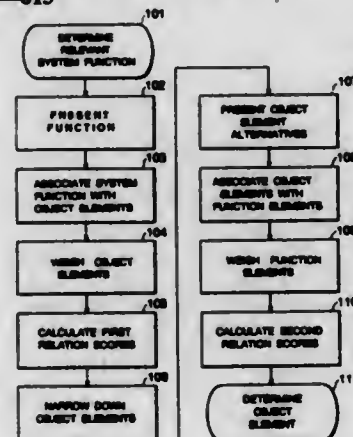 101
DETERMINE
RELEVANT
SYSTEM FUNCTION
102
PRESENT
FUNCTION
103
ASSOCIATE SYSTEM
FUNCTION WITH
OBJECT ELEMENTS
104
WEIGH OBJECT
ELEMENTS
105
CALCULATE FIRST
RELATION SCORES
106
NARROW DOWN
OBJECT ELEMENTS
107
PRESENT OBJECT
ELEMENT
ALTERNATIVES
108
ASSOCIATE OBJECT
ELEMENTS WITH
FUNCTION ELEMENTS
109
WEIGH FUNCTION
ELEMENTS
110
CALCULATE SECOND
RELATION SCORES
DETERMINE
OBJECT
ELEMENT